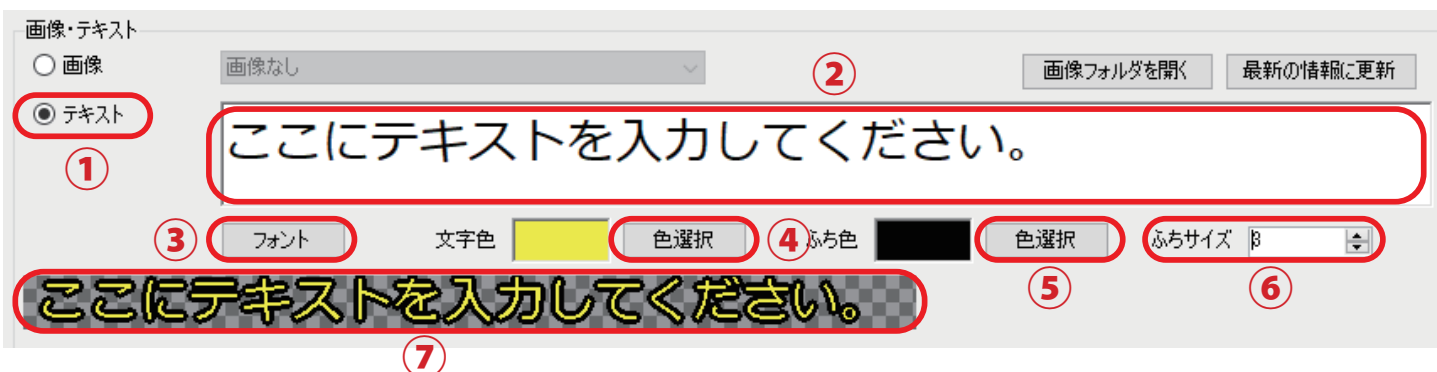 画像・テキスト
画像 画像なし ② 画像フォルダを開く 最新の情報に更新
テキスト ここにテキストを入力してください。
①
③ フォント 文字色 色選択 ④ ふち色 色選択 ふちサイズ 3
ここにテキストを入力してください。 ⑤ ⑥
⑦